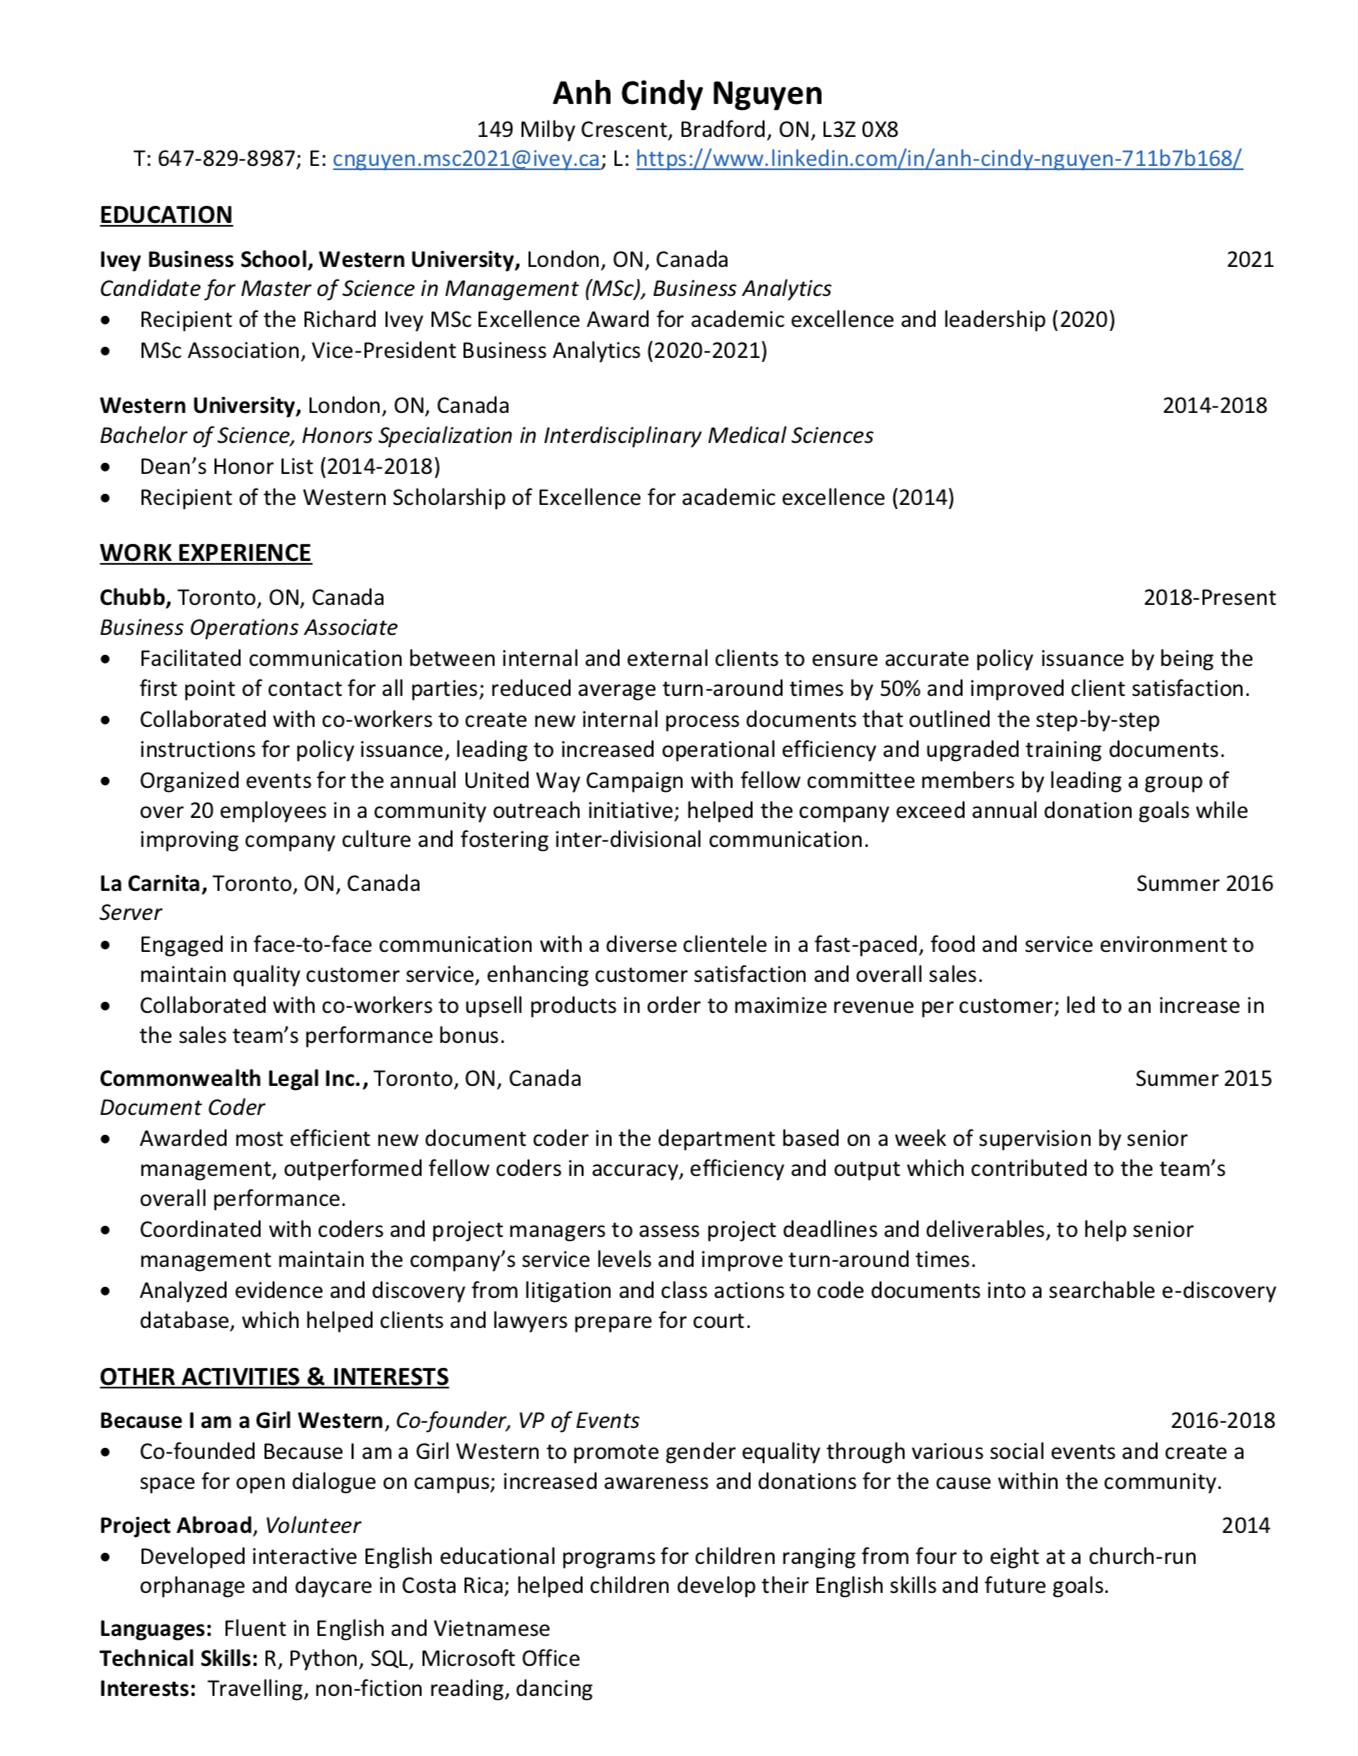 Anh Cindy Nguyen
149 Milby Crescent, Bradford, ON, L3Z 0X8
T: 647-829-8987; E: cnguyen.msc2021@ivey.ca; L: https://www.linkedin.com/in/anh-cindy-nguyen-711b7b168/
EDUCATION
Ivey Business School, Western University, London, ON, Canada 2021
Candidate for Master of Science in Management (MSc), Business Analytics
• Recipient of the Richard Ivey MSc Excellence Award for academic excellence and leadership (2020)
• MSc Association, Vice-President Business Analytics (2020-2021)
Western University, London, ON, Canada 2014-2018
Bachelor of Science, Honors Specialization in Interdisciplinary Medical Sciences
• Dean’s Honor List (2014-2018)
• Recipient of the Western Scholarship of Excellence for academic excellence (2014)
WORK EXPERIENCE
Chubb, Toronto, ON, Canada 2018-Present
Business Operations Associate
• Facilitated communication between internal and external clients to ensure accurate policy issuance by being the
first point of contact for all parties; reduced average turn-around times by 50% and improved client satisfaction.
• Collaborated with co-workers to create new internal process documents that outlined the step-by-step
instructions for policy issuance, leading to increased operational efficiency and upgraded training documents.
• Organized events for the annual United Way Campaign with fellow committee members by leading a group of
over 20 employees in a community outreach initiative; helped the company exceed annual donation goals while
improving company culture and fostering inter-divisional communication.
La Carnita, Toronto, ON, Canada Summer 2016
Server
• Engaged in face-to-face communication with a diverse clientele in a fast-paced, food and service environment to
maintain quality customer service, enhancing customer satisfaction and overall sales.
• Collaborated with co-workers to upsell products in order to maximize revenue per customer; led to an increase in
the sales team’s performance bonus.
Commonwealth Legal Inc., Toronto, ON, Canada Summer 2015
Document Coder
• Awarded most efficient new document coder in the department based on a week of supervision by senior
management, outperformed fellow coders in accuracy, efficiency and output which contributed to the team’s
overall performance.
• Coordinated with coders and project managers to assess project deadlines and deliverables, to help senior
management maintain the company’s service levels and improve turn-around times.
• Analyzed evidence and discovery from litigation and class actions to code documents into a searchable e-discovery
database, which helped clients and lawyers prepare for court.
OTHER ACTIVITIES & INTERESTS
Because I am a Girl Western, Co-founder, VP of Events 2016-2018
• Co-founded Because I am a Girl Western to promote gender equality through various social events and create a
space for open dialogue on campus; increased awareness and donations for the cause within the community.
Project Abroad, Volunteer 2014
• Developed interactive English educational programs for children ranging from four to eight at a church-run
orphanage and daycare in Costa Rica; helped children develop their English skills and future goals.
Languages: Fluent in English and Vietnamese
Technical Skills: R, Python, SQL, Microsoft Office
Interests: Travelling, non-fiction reading, dancing